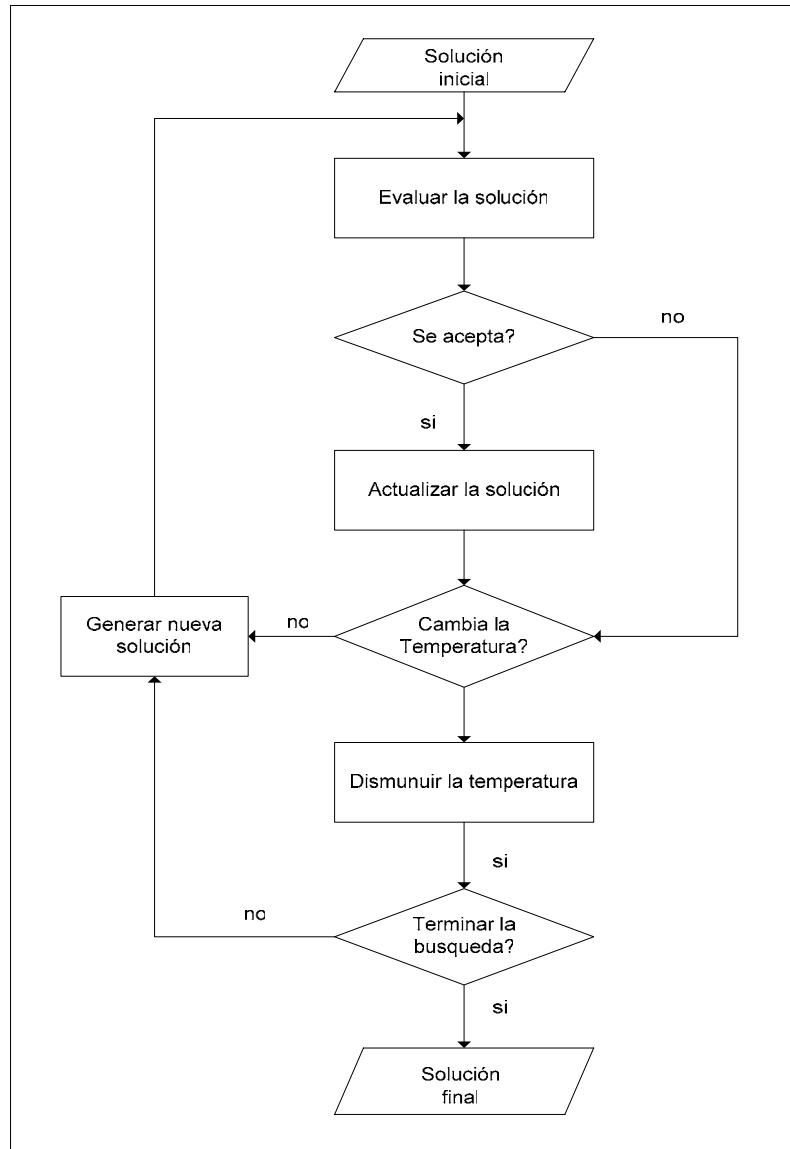 Solución
inicial
Evaluar la solución
Se acepta?
no
si
Actualizar la solución
Generar nueva
solución
no
Cambia la
Temperatura?
Dismunuir la temperatura
si
no
Terminar la
busqueda?
si
Solución
final